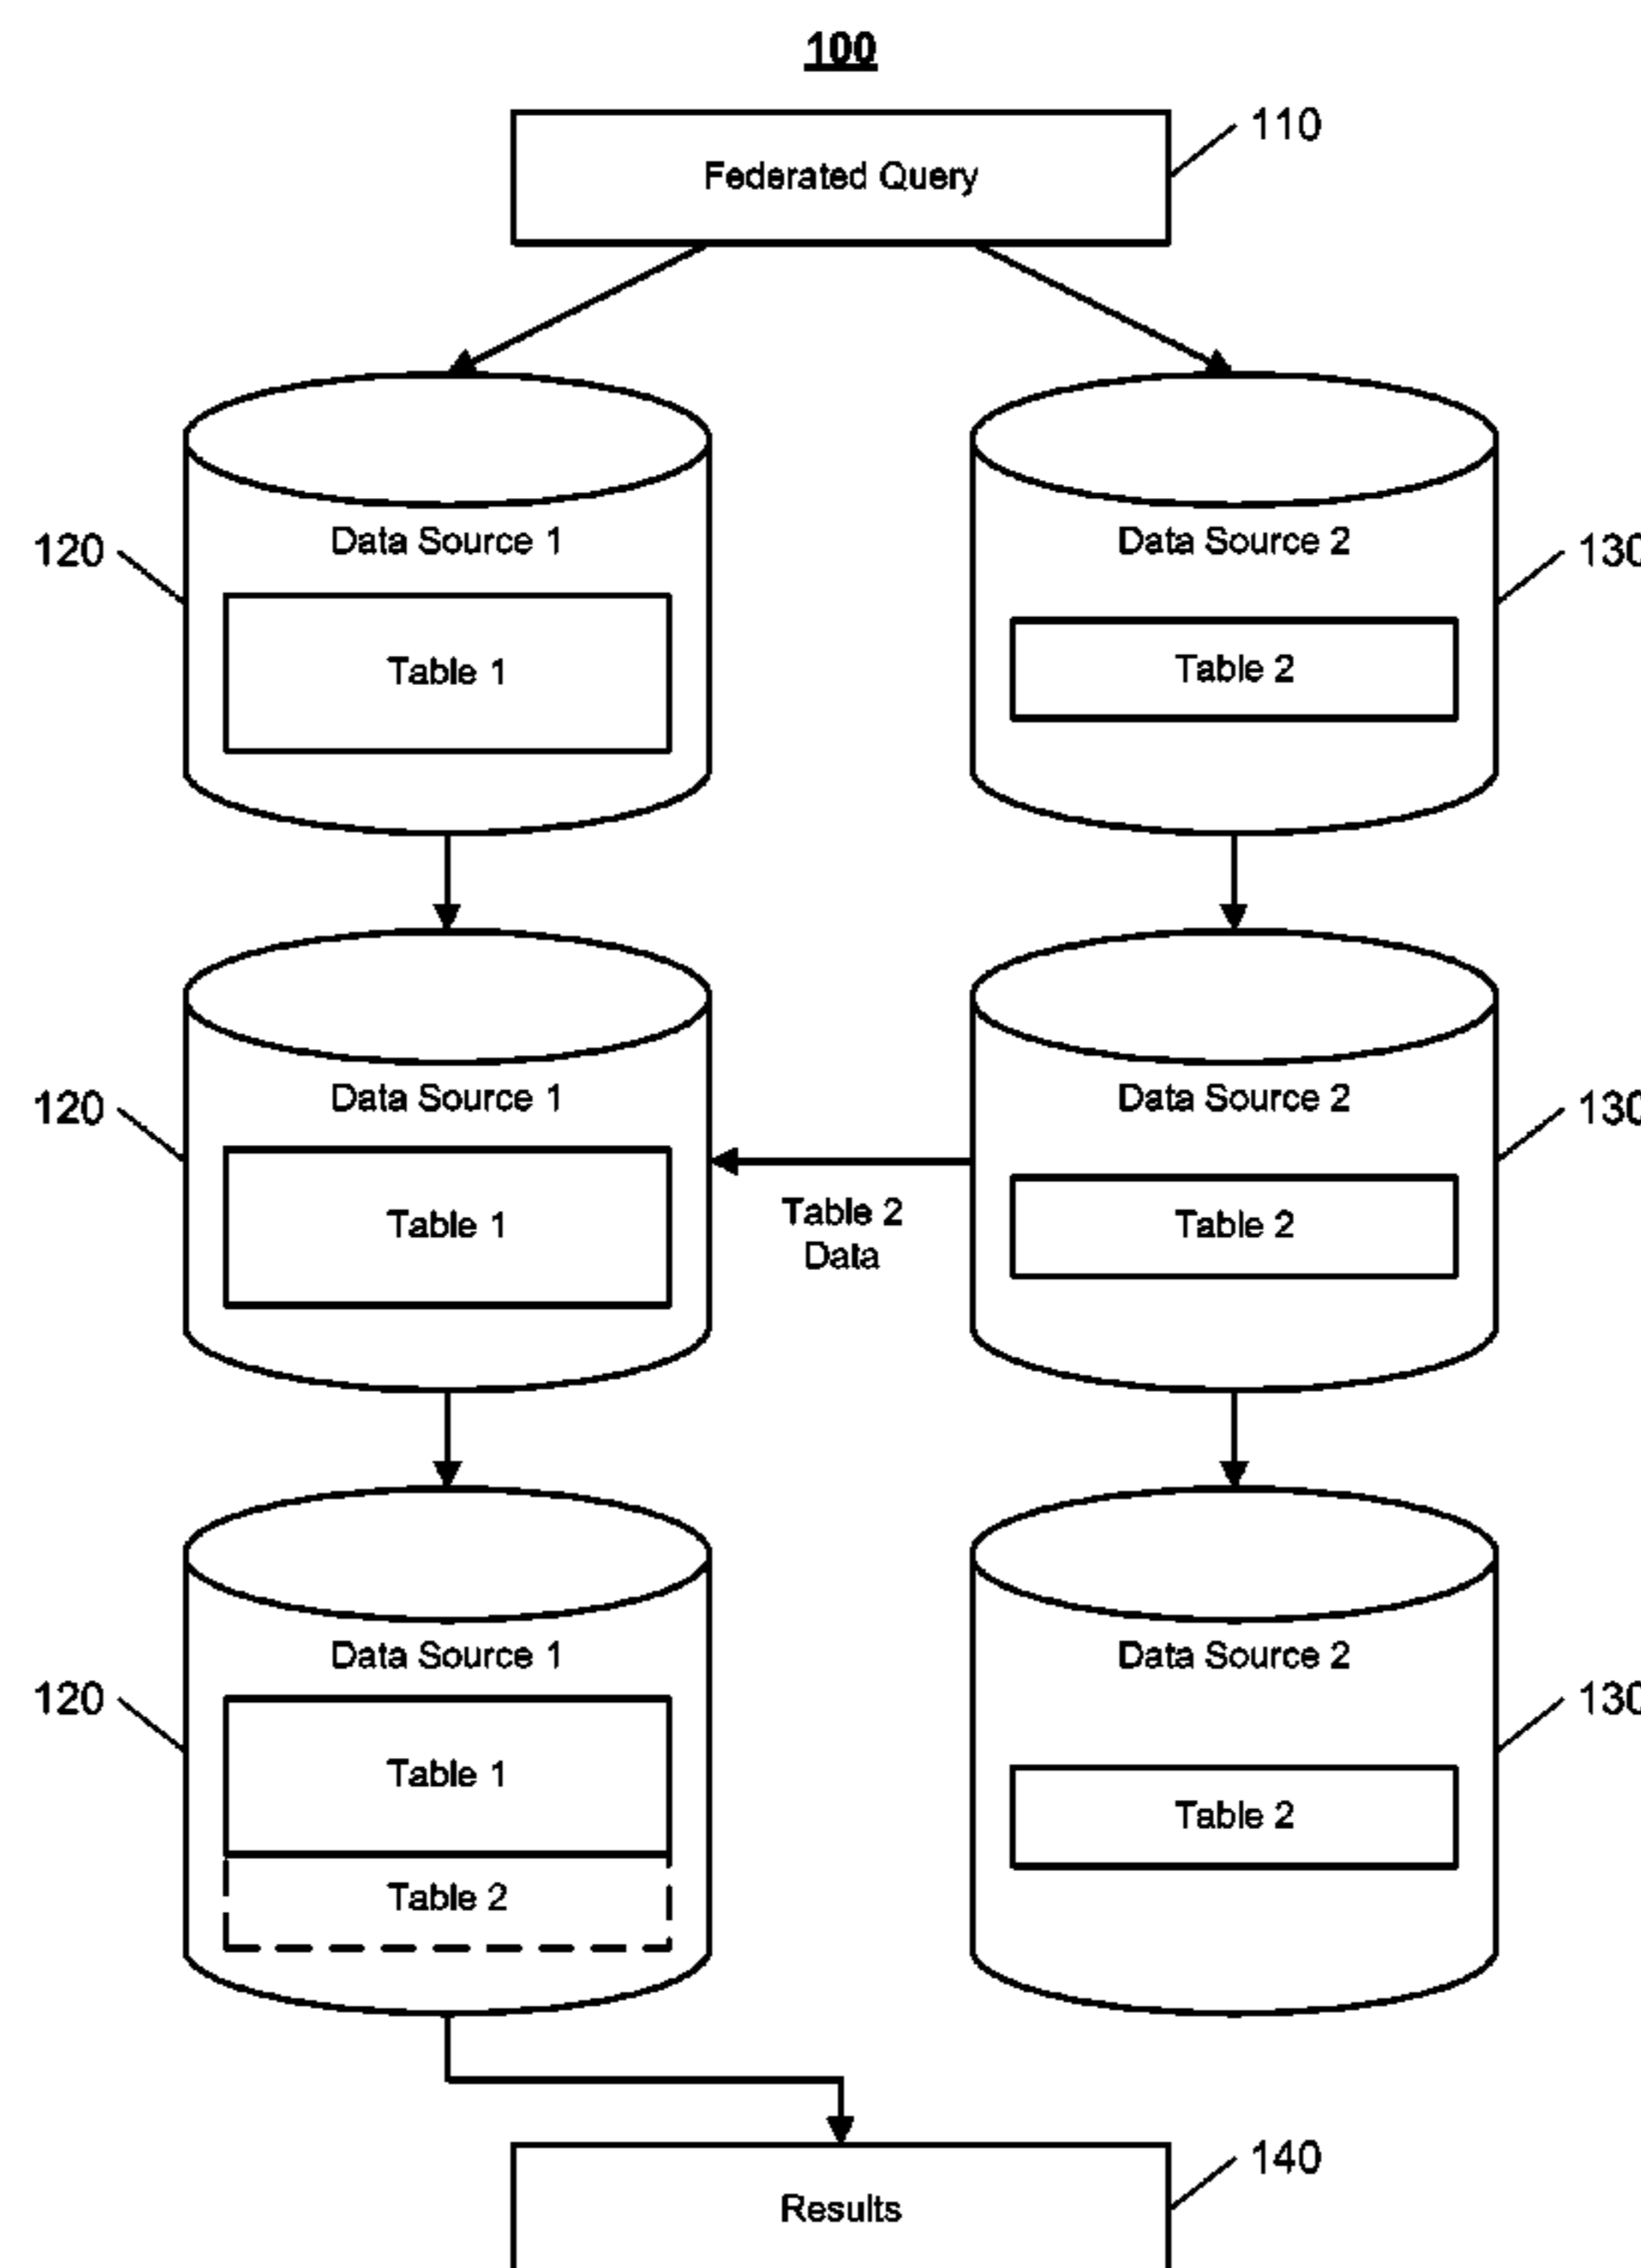 100
110
Federated Query
120
Data Source 1
Table 1
Data Source 2
130
Table 2
120
Data Source 1
Table 1
Table 2
Data
Data Source 2
130
Table 2
120
Data Source 1
Table 1
Table 2
Data Source 2
130
Table 2
140
Results